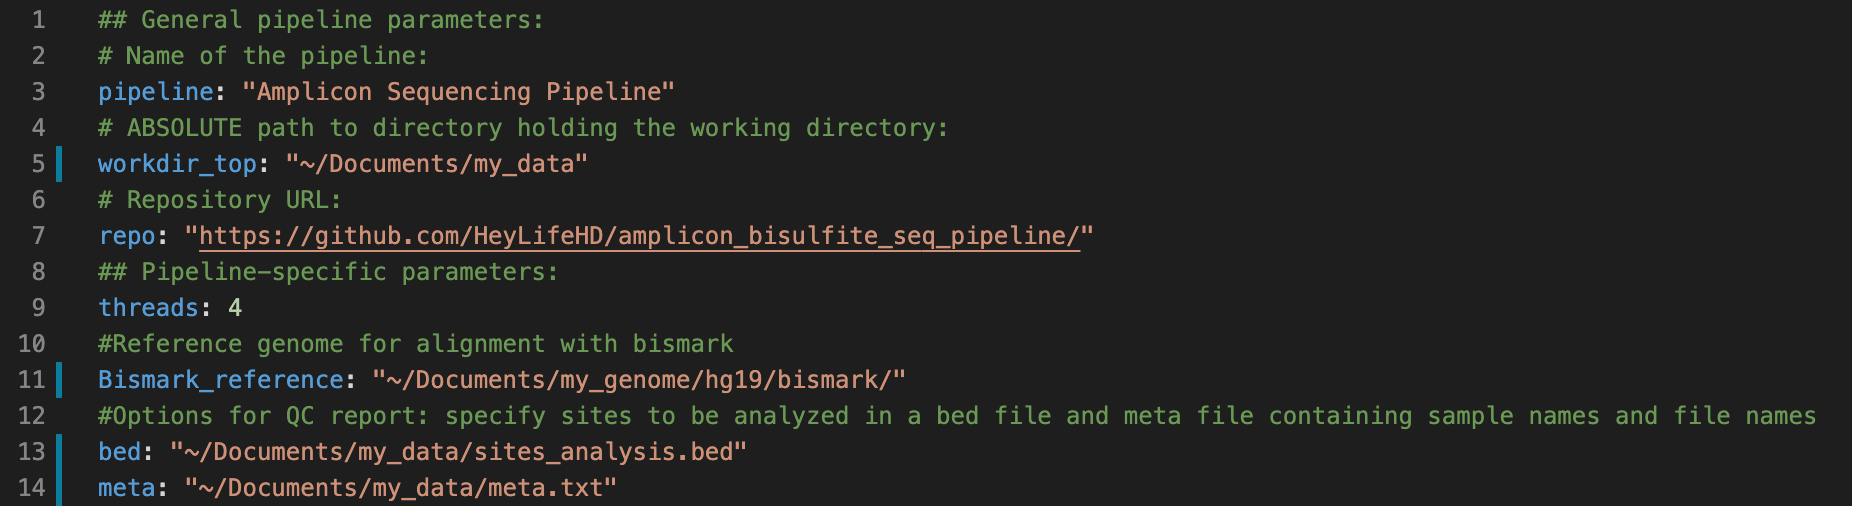 1 ## General pipeline parameters:
2 # Name of the pipeline:
3 pipeline: "Amplicon Sequencing Pipeline"
4 # ABSOLUTE path to directory holding the working directory:
5 workdir_top: "~/Documents/my_data"
6 # Repository URL:
7 repo: "https://github.com/HeyLifeHD/amplicon_bisulfite_seq_pipeline/"
8 ## Pipeline-specific parameters:
9 threads: 4
10 #Reference genome for alignment with bismark
11 Bismark_reference: "~/Documents/my_genome/hg19/bismark/"
12 #Options for QC report: specify sites to be analyzed in a bed file and meta file containing sample names and file names
13 bed: "~/Documents/my_data/sites_analysis.bed"
14 meta: "~/Documents/my_data/meta.txt"